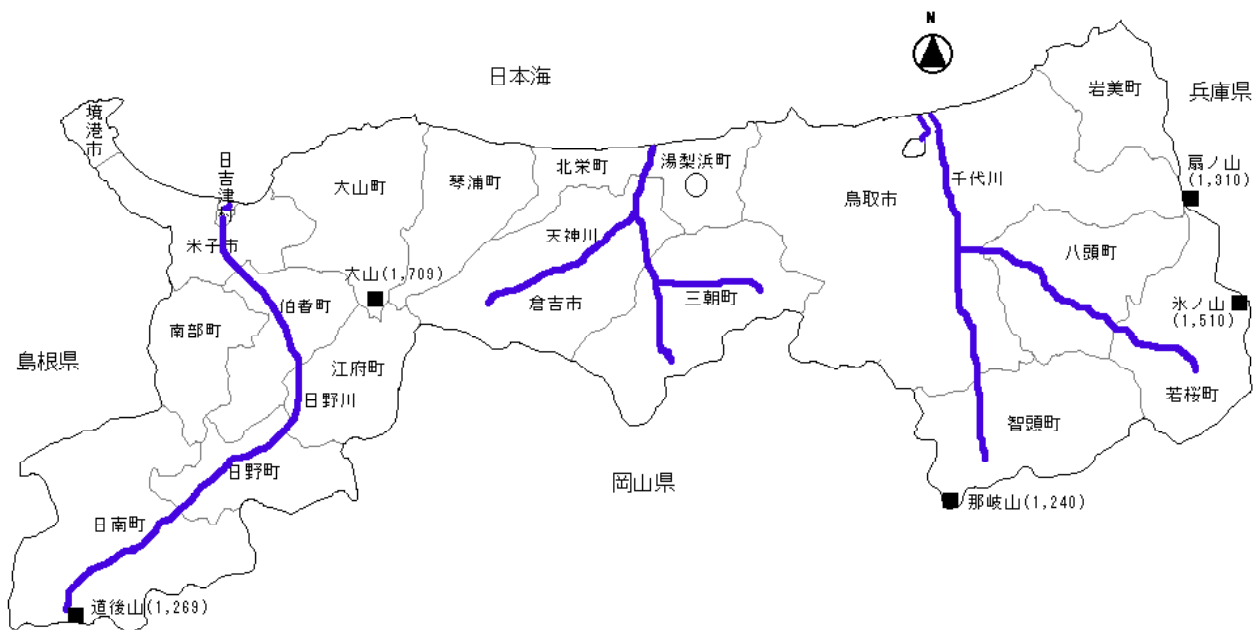 N
日本海
兵庫県
岩美町
境港市
日吉津村
大山町
琴浦町
北栄町
湯梨浜町
扇ノ山
(1,310)
千代川
鳥取市
天神川
米子市
八頭町
大山(1,709)
伯耆町
倉吉市
三朝町
氷ノ山
(1,510)
南部町
島根県
江府町
日野川
若桜町
智頭町
日野町
岡山県
那岐山(1,240)
日南町
道後山(1,269)